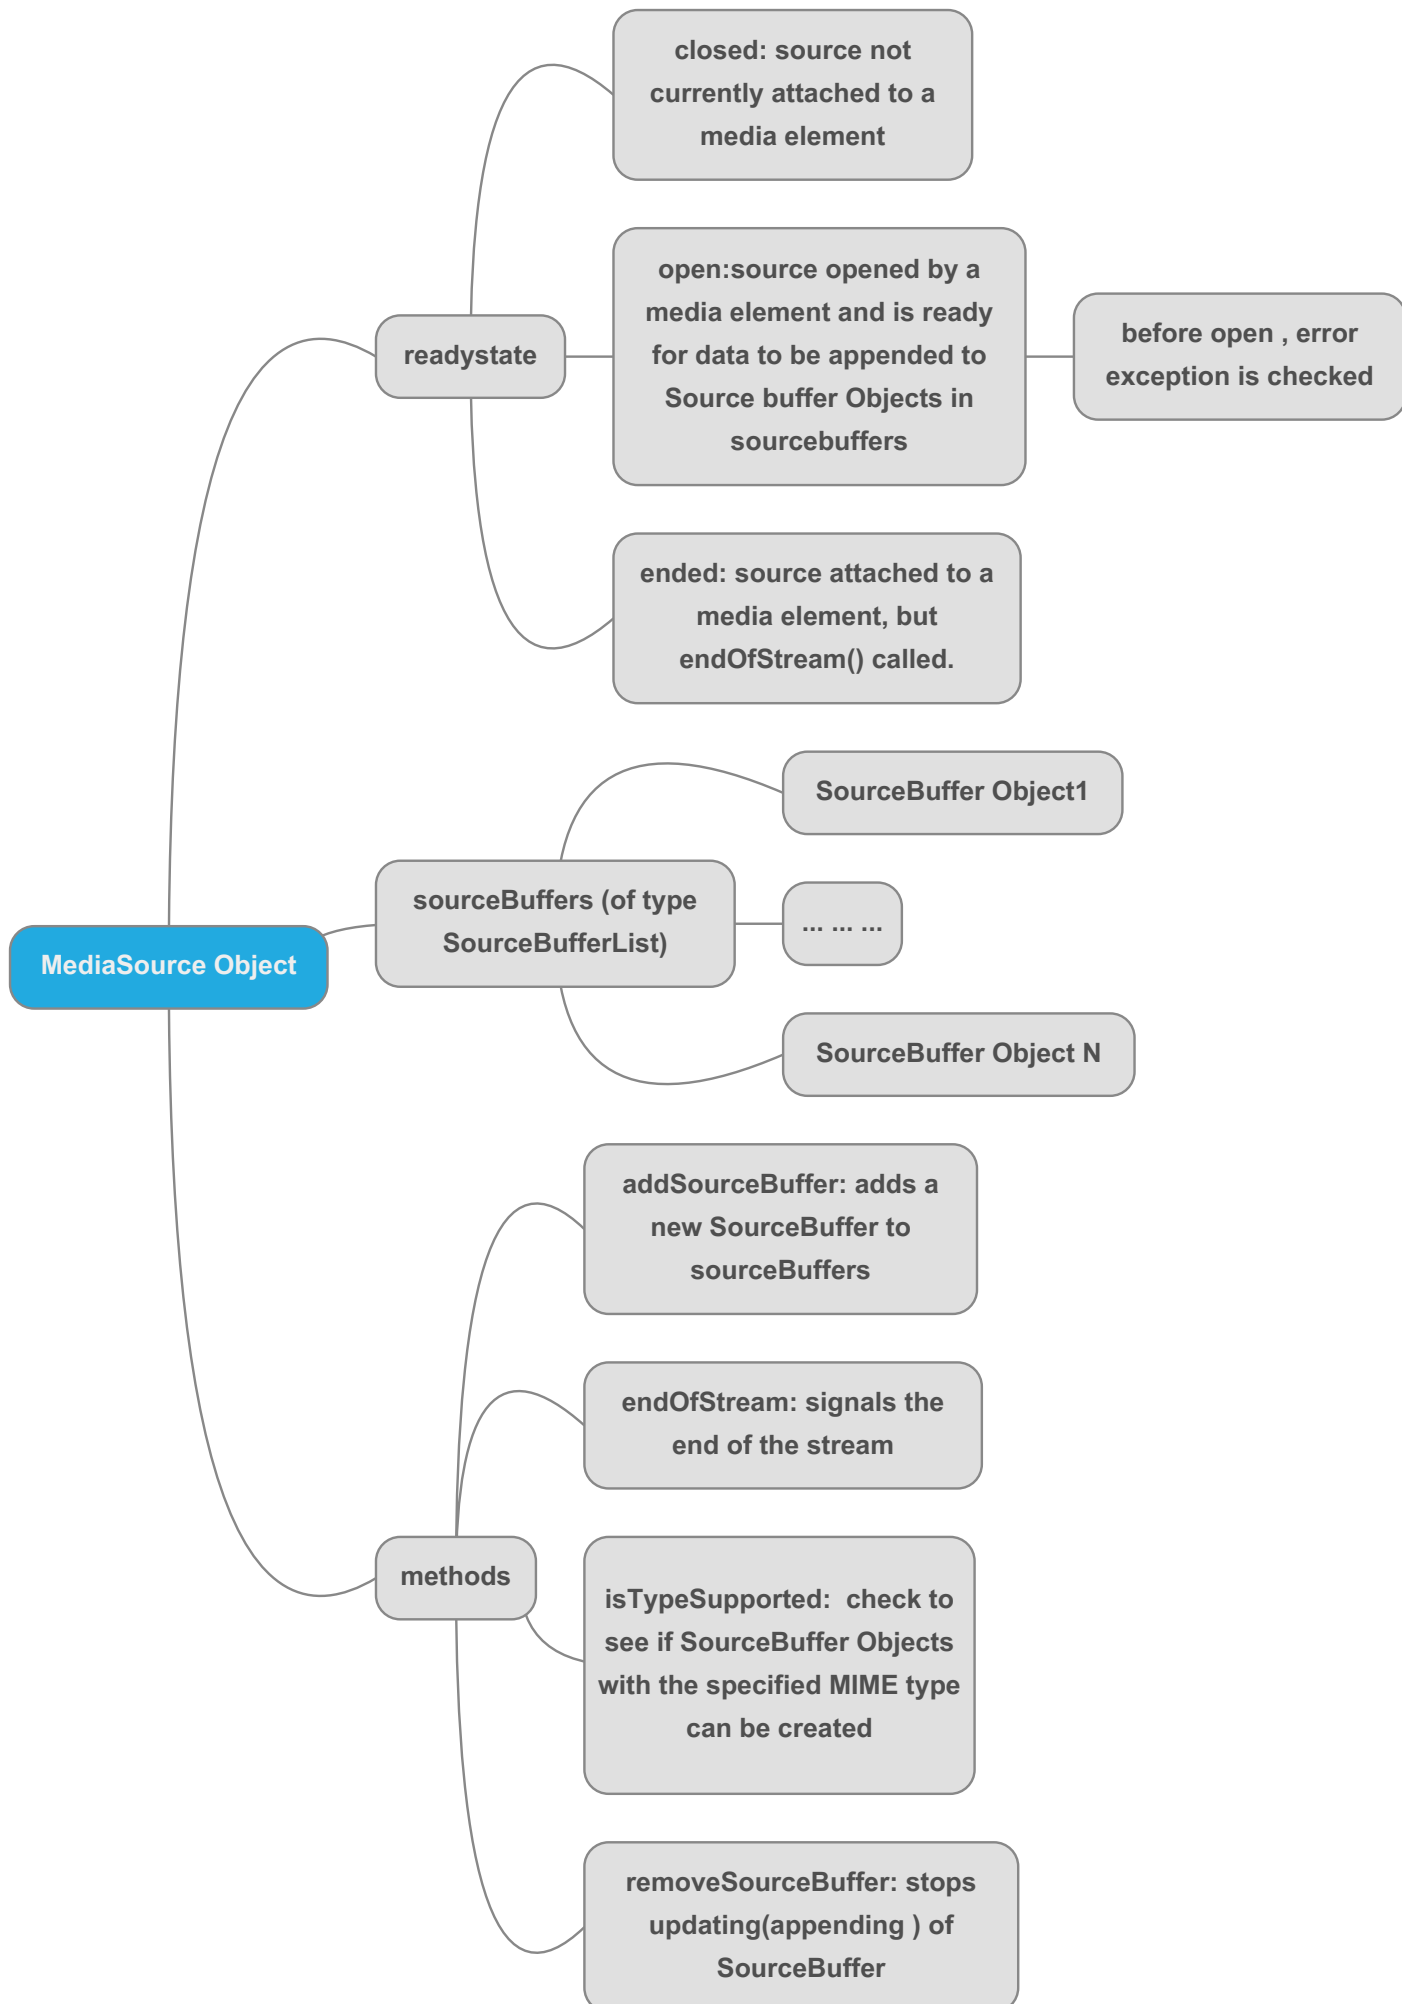 closed: source not
currently attached to a
media element
open:source opened by a
media element and is ready
for data to be appended to
Source buffer Objects in
sourcebuffers
before open , error
exception is checked
readystate
ended: source attached to a
media element, but
endOfStream() called.
SourceBuffer Object1
sourceBuffers (of type
SourceBufferList)
... ... ...
MediaSource Object
SourceBuffer Object N
addSourceBuffer: adds a
new SourceBuffer to
sourceBuffers
endOfStream: signals the
end of the stream
methods
isTypeSupported:  check to
see if SourceBuffer Objects
with the specified MIME type
can be created
removeSourceBuffer: stops
updating(appending ) of
SourceBuffer